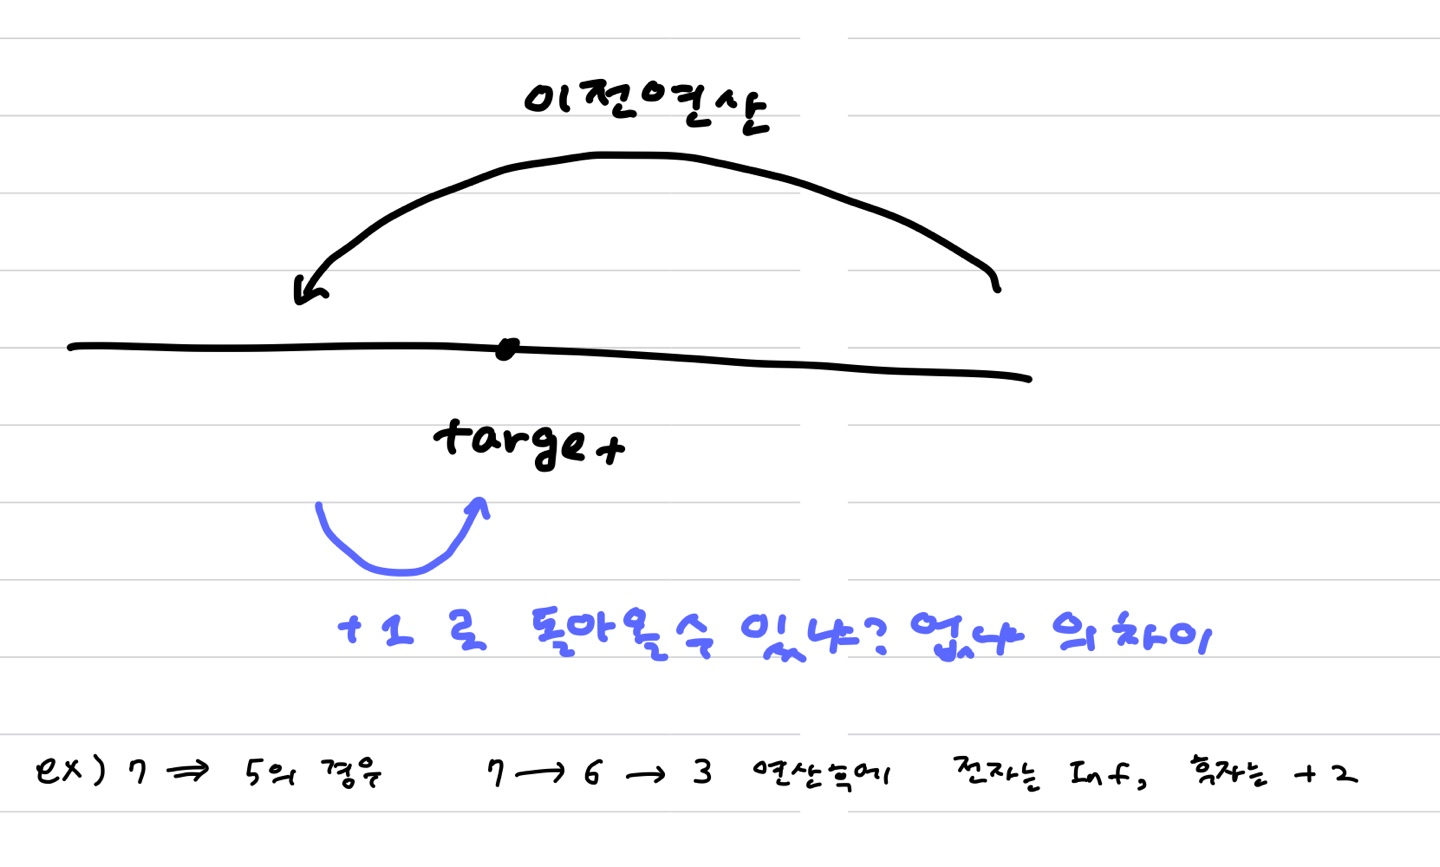 이전연산
target
+1 로 돌아올 수 있냐? 없냐 의 차이
ex) 7 ⇒ 5의 경우 7 → 6 → 3 연산후에 전자는 Inf, 후자는 +2